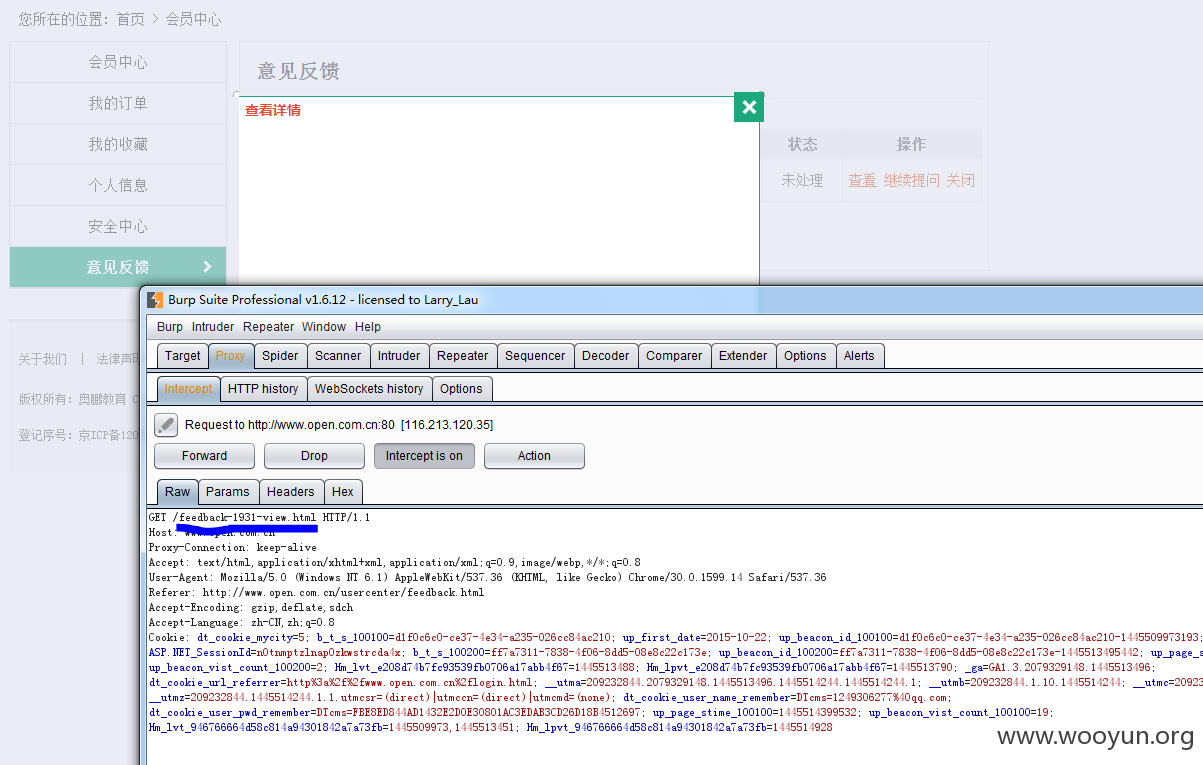 您所在的位置：首页 > 会员中心
会员中心
我的订单
我的收藏
个人信息
安全中心
意见反馈
意见反馈
查看详情
状态 操作
未处理 查看 继续提问 关闭
关于我们 | 法律声明
版权所有：奥鹏教育
登记序号：京ICP备120
Burp Suite Professional v1.6.12 - licensed to Larry_Lau
Burp Intruder Repeater Window Help
Target Proxy Spider Scanner Intruder Repeater Sequencer Decoder Comparer Extender Options Alerts
Intercept HTTP history WebSockets history Options
Request to http://www.open.com.cn:80 [116.213.120.35]
Forward Drop Intercept is on Action
Raw Params Headers Hex
GET /feedback-1931-view.html HTTP/1.1
Host: www.open.com.cn
Proxy-Connection: keep-alive
Accept: text/html,application/xhtml+xml,application/xml;q=0.9,image/webp,*/*;q=0.8
User-Agent: Mozilla/5.0 (Windows NT 6.1) AppleWebKit/537.36 (KHTML, like Gecko) Chrome/30.0.1599.14 Safari/537.36
Referer: http://www.open.com.cn/usercenter/feedback.html
Accept-Encoding: gzip,deflate,sdch
Accept-Language: zh-CN,zh;q=0.8
Cookie: dt_cookie_mycity=5; b_t_s_100100=d1f0c6c0-ce37-4e34-a235-026cc84ac210; up_first_date=2015-10-22; up_beacon_id_100100=d1f0c6c0-ce37-4e34-a235-026cc84ac210-1445509973193;
ASP.NET_SessionId=n0tnmptzlnap0zkwstrcda4x; b_t_s_100200=ff7a7311-7838-4f06-8dd5-08e8c22c173e; up_beacon_id_100200=ff7a7311-7838-4f06-8dd5-08e8c22c173e-1445513495442; up_page_s
up_beacon_vist_count_100200=2; Hm_lvt_e208d74b7fc93539fb0706a17abb4f67=1445513488; Hm_lpvt_e208d74b7fc93539fb0706a17abb4f67=1445513790; _ga=GA1.3.2079329148.1445513496;
dt_cookie_url_referrer=http%3a%2f%2fwww.open.com.cn%2flogin.html; __utma=209232844.2079329148.1445513496.1445514244.1445514244.1; __utmb=209232844.1.10.1445514244; __utmc=20923
__utmz=209232844.1445514244.1.1.utmcsr=(direct)|utmccn=(direct)|utmcmd=(none); dt_cookie_user_name_remember=DTcms=1249306277%40qq.com;
dt_cookie_user_pwd_remember=DTcms=FBE8ED844AD1432E2D0E30801AC3EDAB3CD26D18B4512697; up_page_stime_100100=1445514399532; up_beacon_vist_count_100100=19;
Hm_lvt_946766664d58c814a94301842a7a73fb=1445509973,1445513451; Hm_lpvt_946766664d58c814a94301842a7a73fb=1445514928
www.wooyun.org